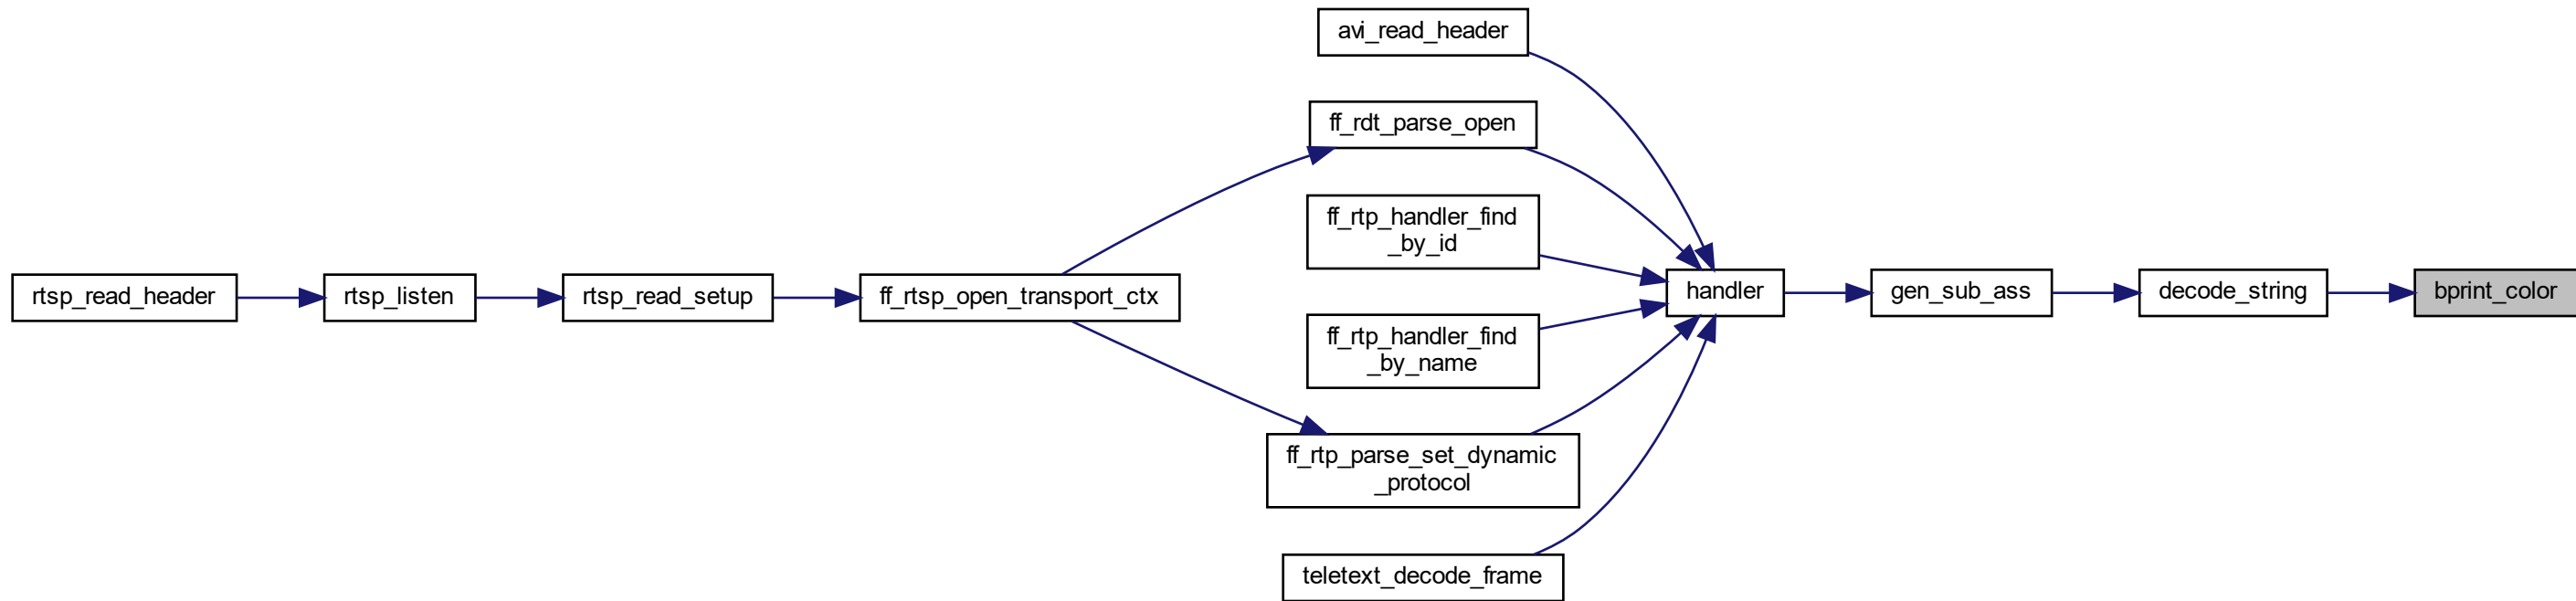 avi_read_header
ff_rdt_parse_open
ff_rtp_handler_find
_by_id
rtsp_read_header
rtsp_listen
rtsp_read_setup
ff_rtsp_open_transport_ctx
handler
gen_sub_ass
decode_string
bprint_color
ff_rtp_handler_find
_by_name
ff_rtp_parse_set_dynamic
_protocol
teletext_decode_frame